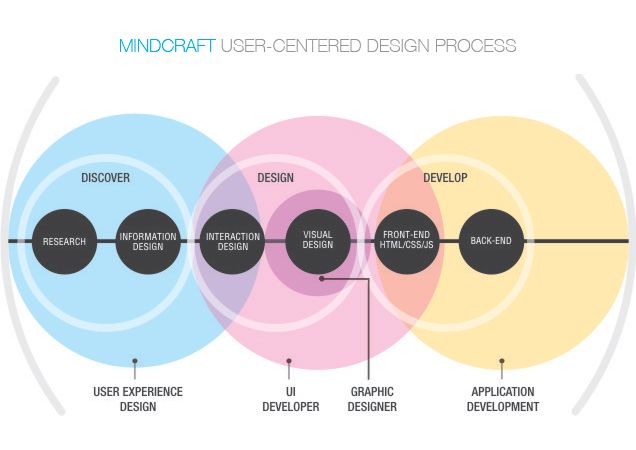 MINDCRAFT USER-CENTERED DESIGN PROCESS
DISCOVER
DESIGN
DEVELOP
RESEARCH
INFORMATION
DESIGN
INTERACTION
DESIGN
VISUAL
DESIGN
FRONT-END
HTML/CSS/JS
BACK-END
USER EXPERIENCE
DESIGN
UI
DEVELOPER
GRAPHIC
DESIGNER
APPLICATION
DEVELOPMENT